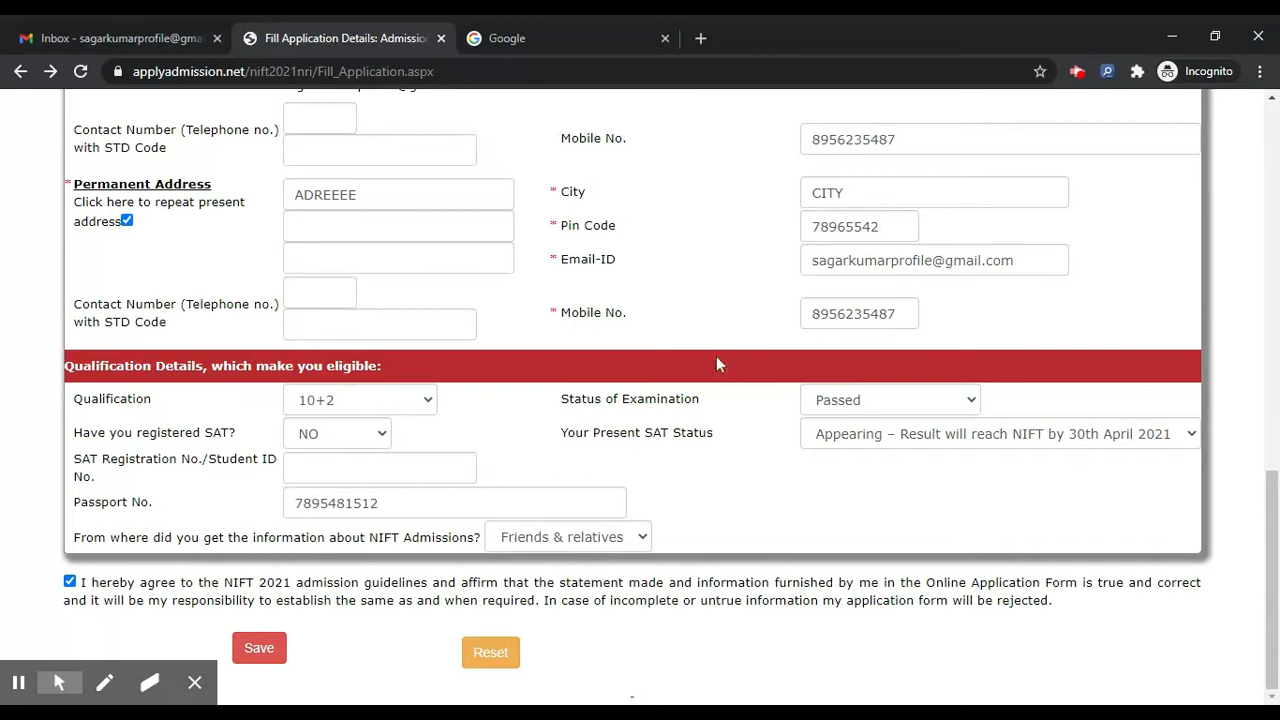 Inbox - sagarkumarprofile@gma
Fill Application Details: Admissio
Google
applyadmission.net/nift2021nri/Fill_Application.aspx
Incognito
Contact Number (Telephone no.)
with STD Code
Mobile No.
8956235487
* Permanent Address
Click here to repeat present
address
ADREEEE
* City
CITY
* Pin Code
78965542
* Email-ID
sagarkumarprofile@gmail.com
Contact Number (Telephone no.)
with STD Code
* Mobile No.
8956235487
Qualification Details, which make you eligible:
Qualification
10+2
Status of Examination
Passed
Have you registered SAT?
NO
Your Present SAT Status
Appearing – Result will reach NIFT by 30th April 2021
SAT Registration No./Student ID
No.
Passport No.
7895481512
From where did you get the information about NIFT Admissions?
Friends & relatives
I hereby agree to the NIFT 2021 admission guidelines and affirm that the statement made and information furnished by me in the Online Application Form is true and correct
and it will be my responsibility to establish the same as and when required. In case of incomplete or untrue information my application form will be rejected.
Save
Reset
-